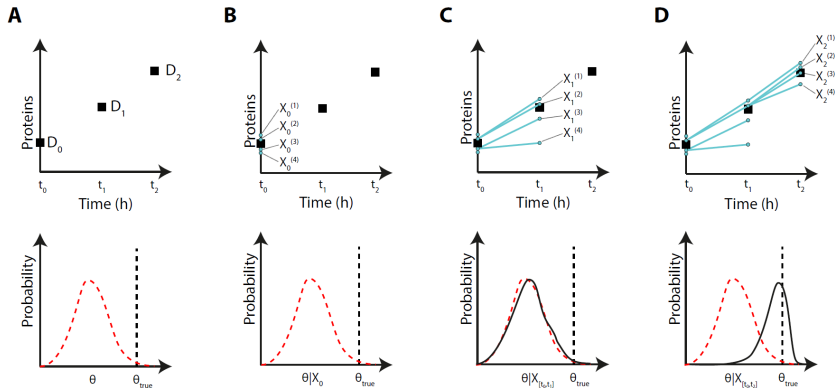 A
Proteins
D₂
D₁
D₀
t₀
t₁
t₂
Time (h)
Probability
θ
θtrue
B
Proteins
X₀⁽¹⁾
X₀⁽²⁾
X₀⁽³⁾
X₀⁽⁴⁾
t₀
t₁
t₂
Time (h)
Probability
θ|X₀
θtrue
C
Proteins
X₁⁽¹⁾
X₁⁽²⁾
X₁⁽³⁾
X₁⁽⁴⁾
t₀
t₁
t₂
Time (h)
Probability
θ|X[t₀,t₁]
θtrue
D
Proteins
X₂⁽¹⁾
X₂⁽²⁾
X₂⁽³⁾
X₂⁽⁴⁾
t₀
t₁
t₂
Time (h)
Probability
θ|X[t₀,t₂]
θtrue